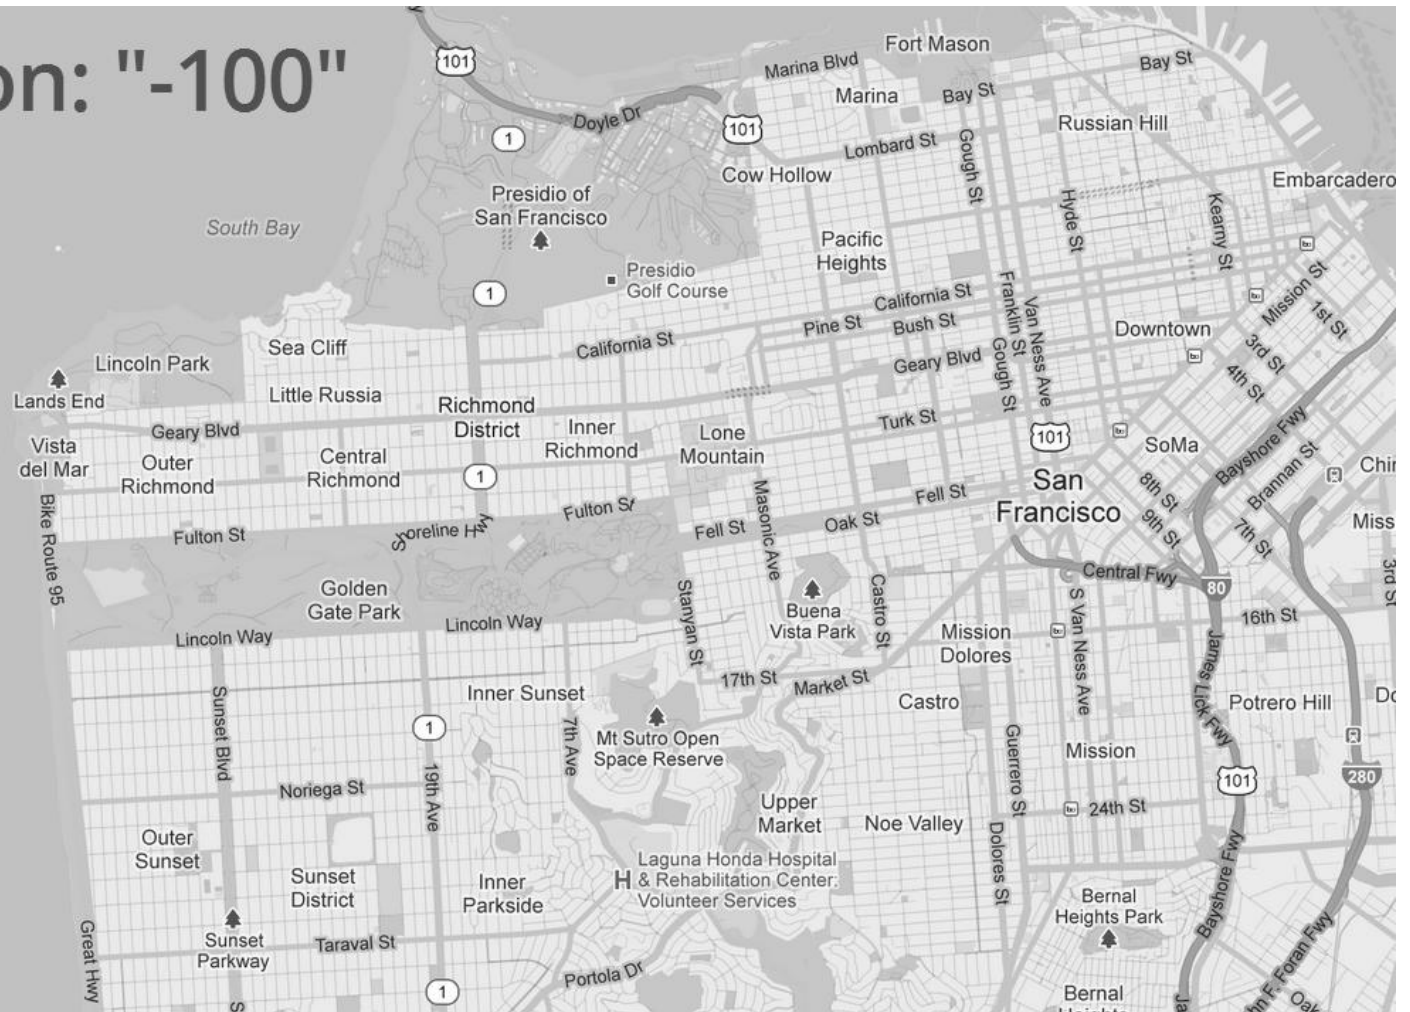 on: "-100"
101
Doyle Dr
1
Marina Blvd
Fort Mason
Bay St
Marina
Bay St
Russian Hill
101
Lombard St
Gough St
Cow Hollow
Embarcadero
Presidio of
San Francisco
Hyde St
Kearny St
South Bay
Pacific
Heights
Presidio
Golf Course
1
California St
Franklin St
Van Ness Ave
Mission St
1st St
Pine St
Bush St
Downtown
3rd St
California St
Sea Cliff
Geary Blvd
Gough St
4th St
Lincoln Park
Lands End
Little Russia
Richmond
District
Turk St
Geary Blvd
Inner
Richmond
Lone
Mountain
101
SoMa
Bayshore Fwy
Vista
del Mar
Outer
Richmond
Central
Richmond
1
San
Francisco
8th St
Brannan St
Masonic Ave
Fell St
Bike Route 95
Fulton St
Shoreline Hwy
Fulton St
Fell St
Oak St
9th St
7th St
Golden
Gate Park
Central Fwy
80
3rd St
Stanyan St
Buena
Vista Park
Castro St
S Van Ness Ave
16th St
Lincoln Way
Lincoln Way
Mission
Dolores
James Lick Fwy
17th St
Market St
Inner Sunset
Castro
Potrero Hill
Sunset Blvd
1
7th Ave
Mt Sutro Open
Space Reserve
Guerrero St
Mission
101
280
Noriega St
19th Ave
Upper
Market
Noe Valley
24th St
Outer
Sunset
Dolores St
Bayshore Fwy
Sunset
District
Inner
Parkside
H
Laguna Honda Hospital
& Rehabilitation Center:
Volunteer Services
Bernal
Heights Park
Great Hwy
Sunset
Parkway
Taraval St
Portola Dr
1
Bernal
Heights
hn F. Foran Fwy